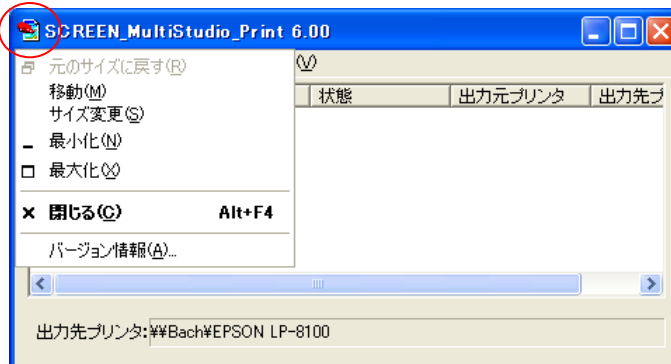 SCREEN_MultiStudio_Print 6.00
元のサイズに戻す(R)
(V)
移動(M)
状態
出力元プリンタ
出力先プ
サイズ変更(S)
最小化(N)
最大化(X)
閉じる(C) Alt+F4
バージョン情報(A)...
出力先プリンタ: ¥¥Bach¥EPSON LP-8100